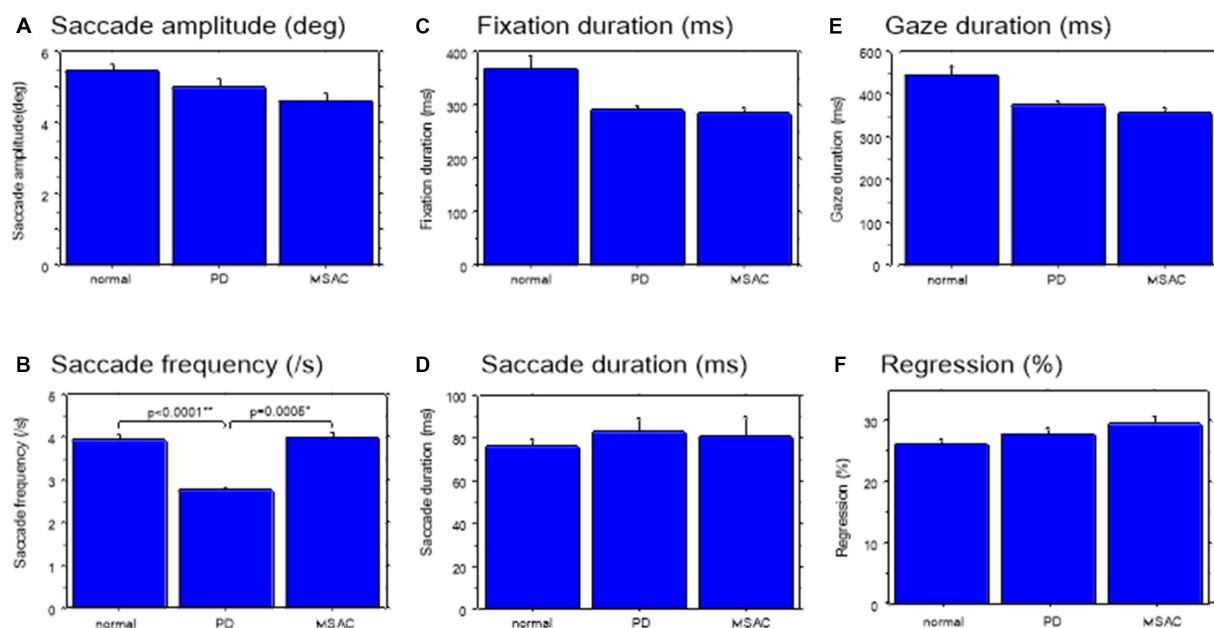 A Saccade amplitude (deg)
Saccade amplitude(deg)
6
4
2
0
normal PD MSAC
B Saccade frequency (/s)
Saccade frequency (/s)
5
4
3
2
1
0
p<0.0001** p=0.0005*
normal PD MSAC
C Fixation duration (ms)
Fixation duration (ms)
400
300
200
100
0
normal PD MSAC
D Saccade duration (ms)
Saccade duration (ms)
100
80
60
40
20
0
normal PD MSAC
E Gaze duration (ms)
Gaze duration (ms)
600
400
300
200
100
0
normal PD MSAC
F Regression (%)
Regression (%)
30
20
10
0
normal PD MSAC